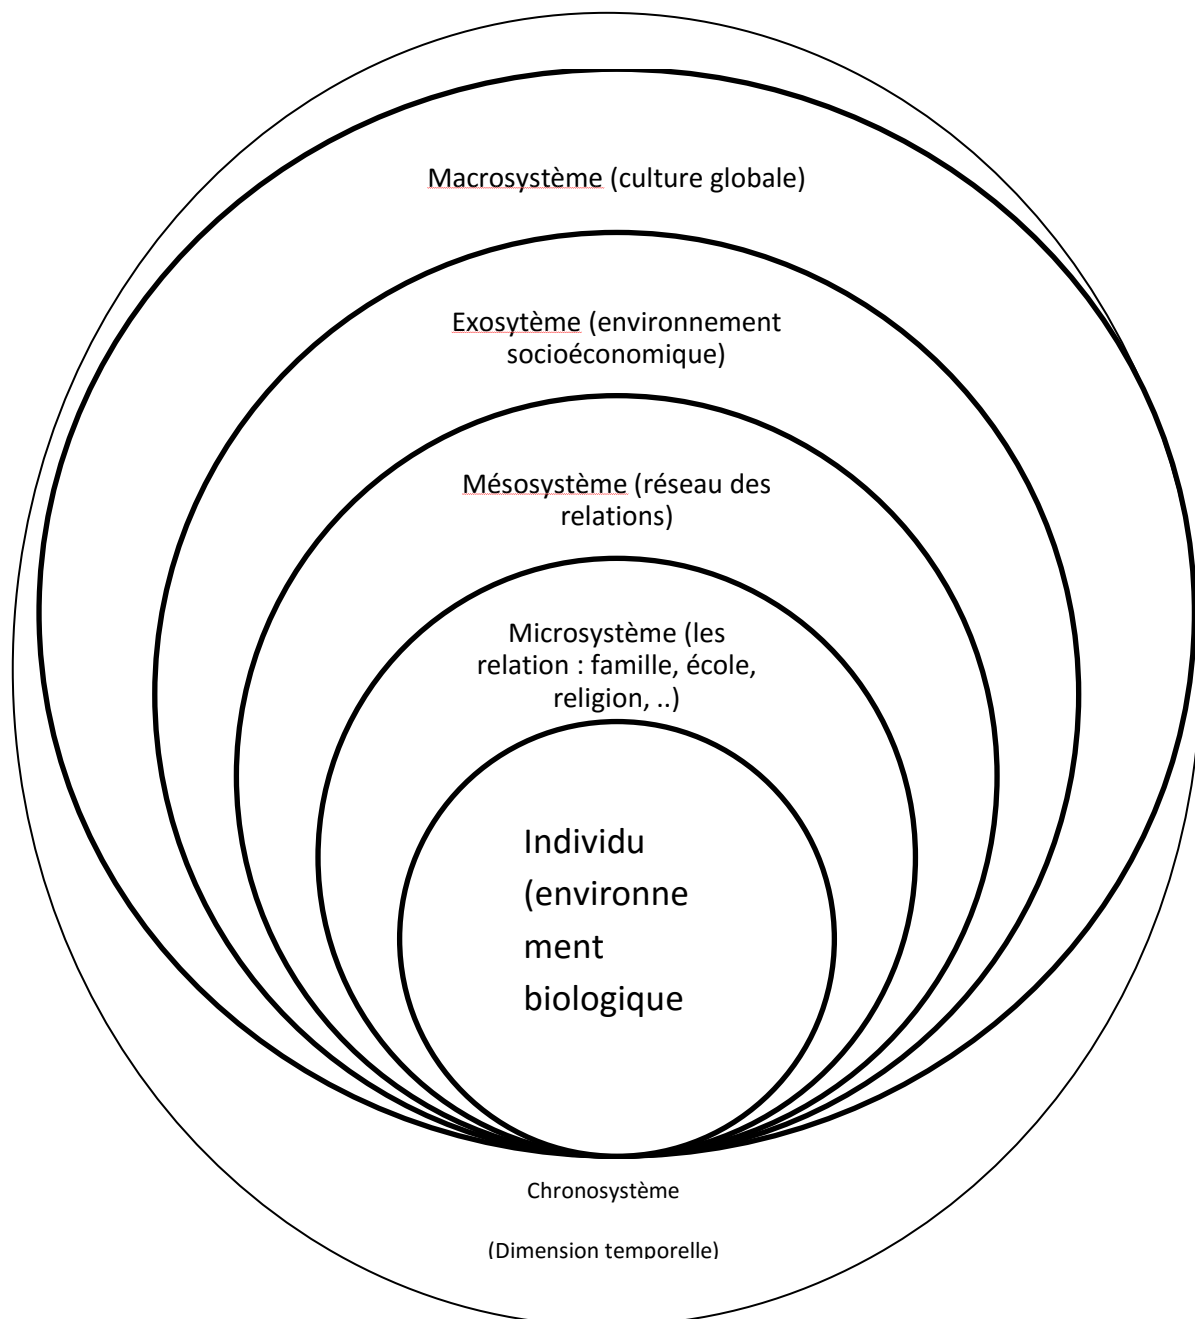 Macrosystème (culture globale)
Exosytème (environnement
socioéconomique)
Mésosystème (réseau des
relations)
Microsystème (les
relation : famille, école,
religion, ..)
Individu
(environne
ment
biologique
Chronosystème
(Dimension temporelle)